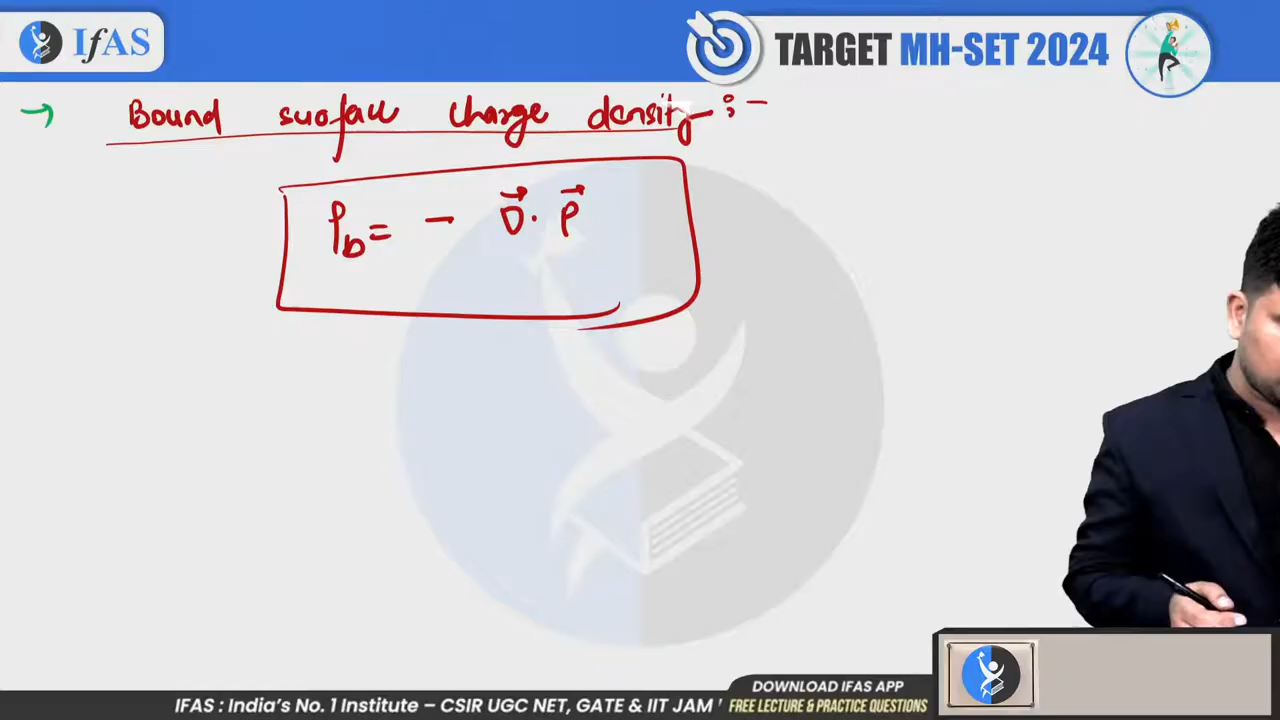 IfAS
TARGET MH-SET 2024
→ Bound surface charge density :-
ρb = - ∇⃗ · P⃗
DOWNLOAD IFAS APP
IFAS : India's No. 1 Institute – CSIR UGC NET, GATE & IIT JAM
FREE LECTURE & PRACTICE QUESTIONS